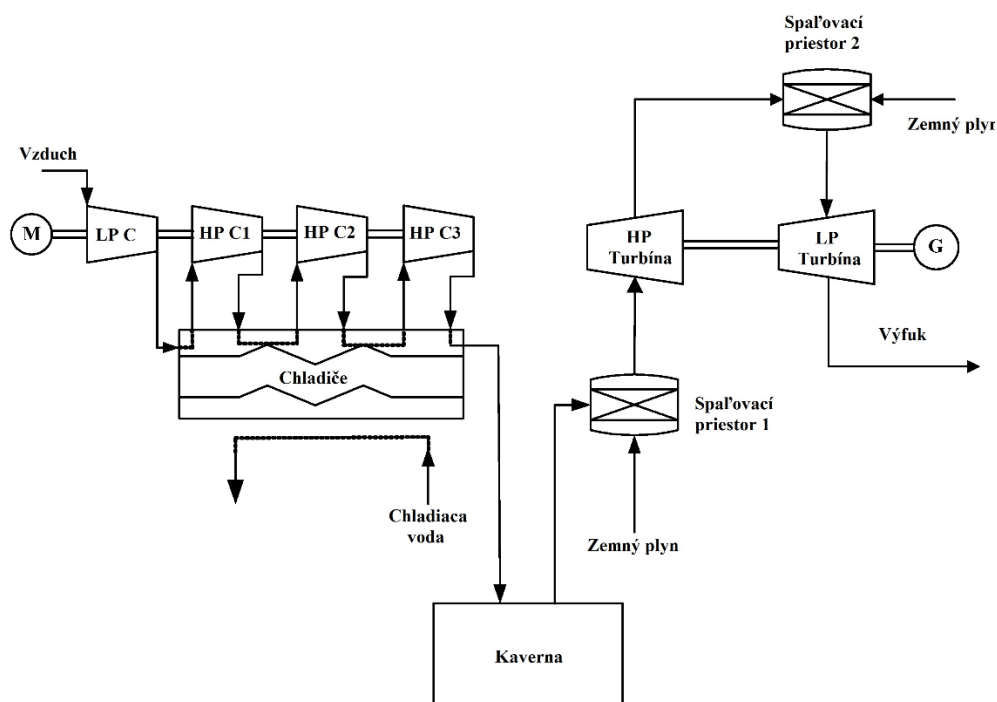 Spaľovací
priestor 2
Zemný plyn
Vzduch
M
LP C
HP C1
HP C2
HP C3
HP
Turbína
LP
Turbína
G
Výfuk
Chladiče
Spaľovací
priestor 1
Chladiaca
voda
Zemný plyn
Kaverna